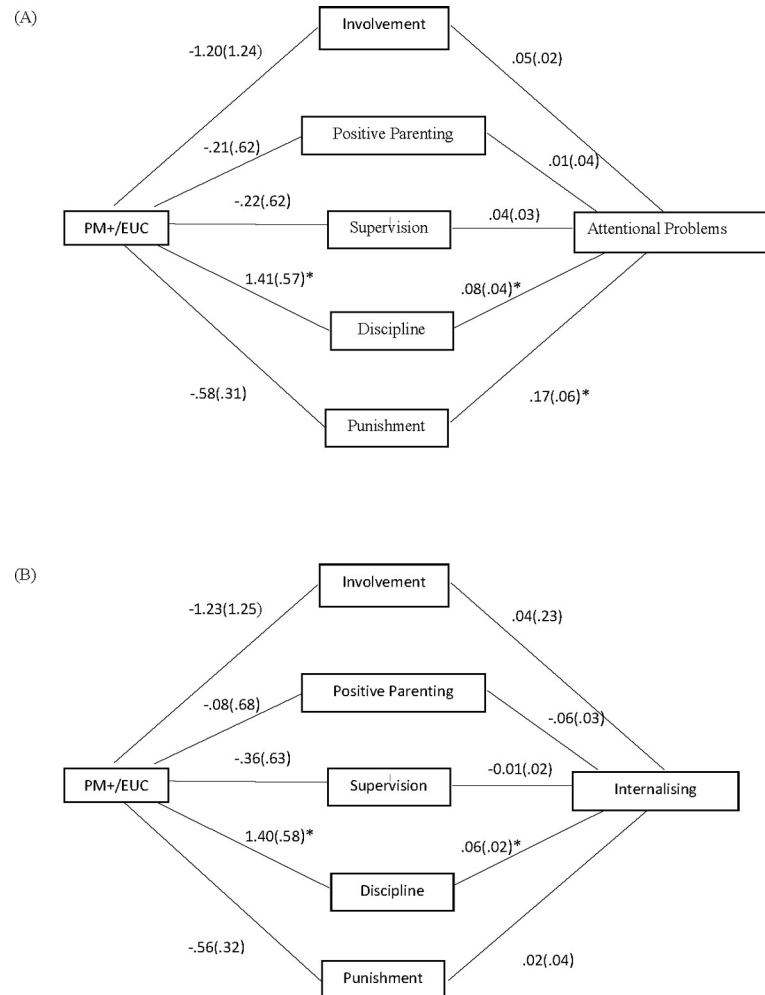 (A)
Involvement
-1.20(1.24)
.05(.02)
Positive Parenting
-.21(.62)
.01(.04)
PM+/EUC
-.22(.62)
Supervision
.04(.03)
Attentional Problems
1.41(.57)*
.08(.04)*
Discipline
-.58(.31)
.17(.06)*
Punishment
(B)
Involvement
-1.23(1.25)
.04(.23)
Positive Parenting
-.08(.68)
-.06(.03)
PM+/EUC
-.36(.63)
Supervision
-0.01(.02)
Internalising
1.40(.58)*
.06(.02)*
Discipline
-.56(.32)
.02(.04)
Punishment